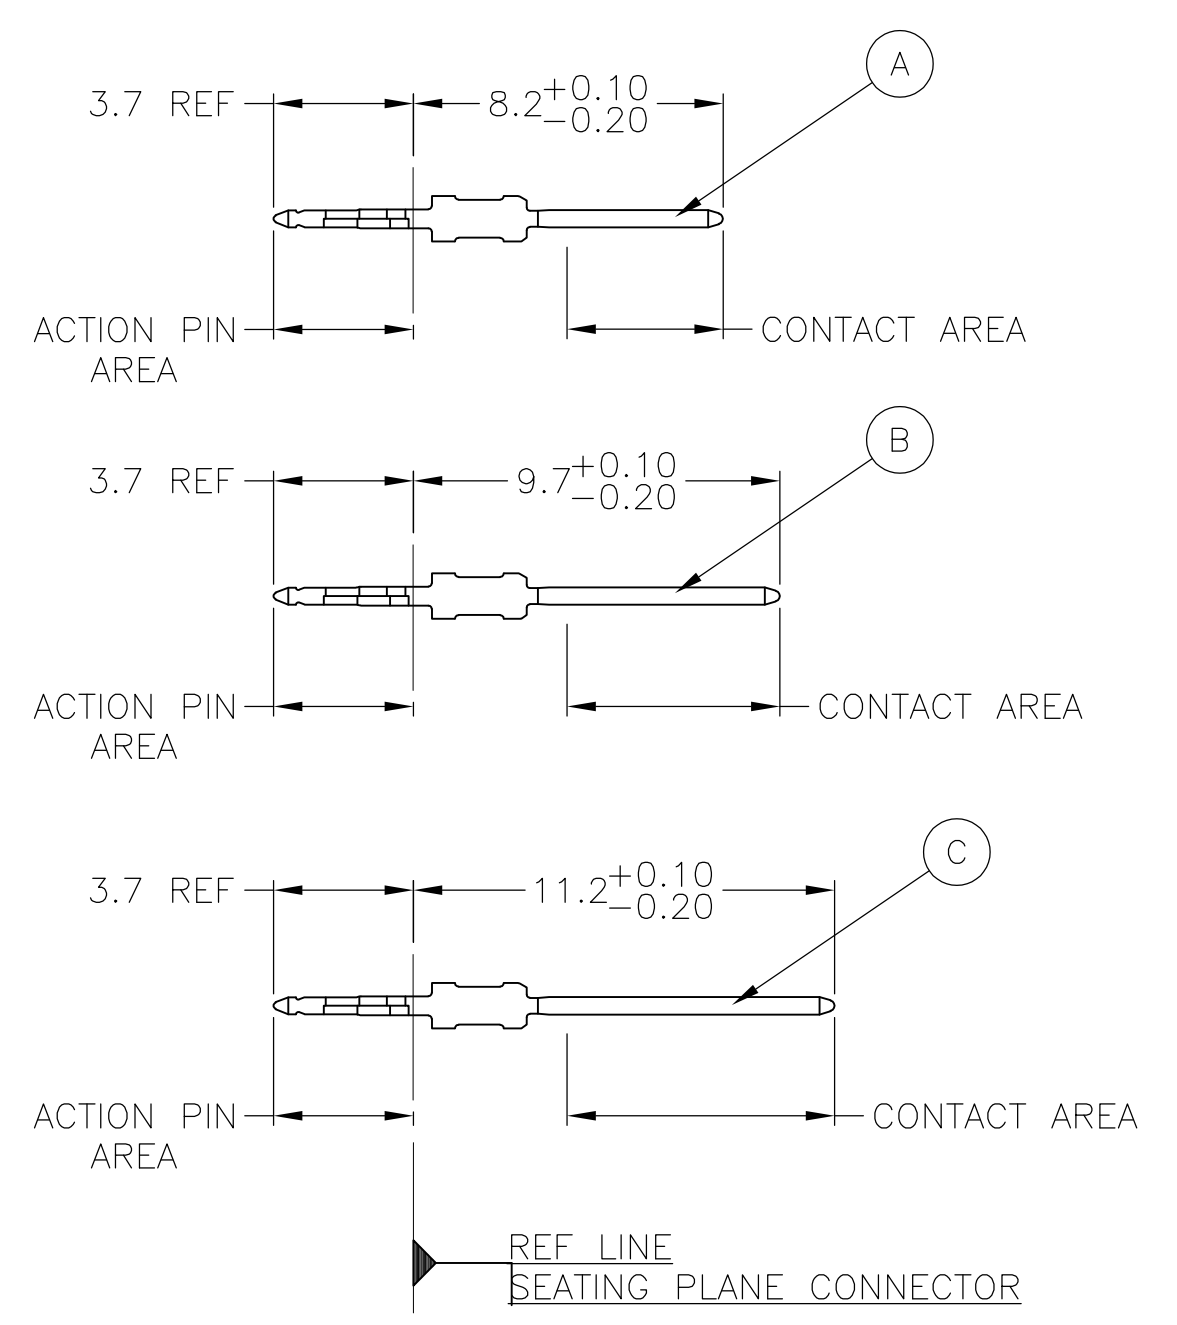 A
3.7 REF
8.2 +0.10
-0.20
ACTION PIN
AREA
CONTACT AREA
B
3.7 REF
9.7 +0.10
-0.20
ACTION PIN
AREA
CONTACT AREA
C
3.7 REF
11.2 +0.10
-0.20
ACTION PIN
AREA
CONTACT AREA
REF LINE
SEATING PLANE CONNECTOR